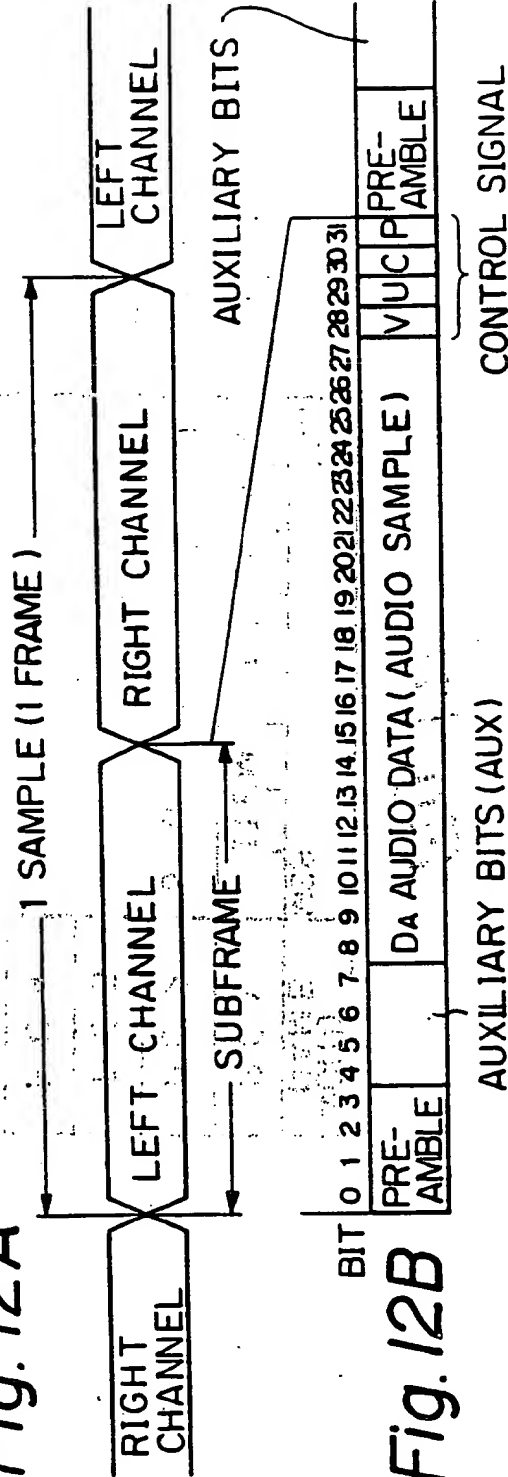 Fig. 12A
1 SAMPLE (1 FRAME)
RIGHT
CHANNEL
LEFT CHANNEL
RIGHT CHANNEL
LEFT
CHANNEL
SUBFRAME
AUXILIARY BITS
Fig. 12B
BIT
0 1 2 3 4 5 6 7 8 9 10 11 12 13 14 15 16 17 18 19 20 21 22 23 24 25 26 27 28 29 30 31
PRE-
AMBLE
DA AUDIO DATA (AUDIO SAMPLE)
V U C P
PRE-
AMBLE
AUXILIARY BITS (AUX)
CONTROL SIGNAL